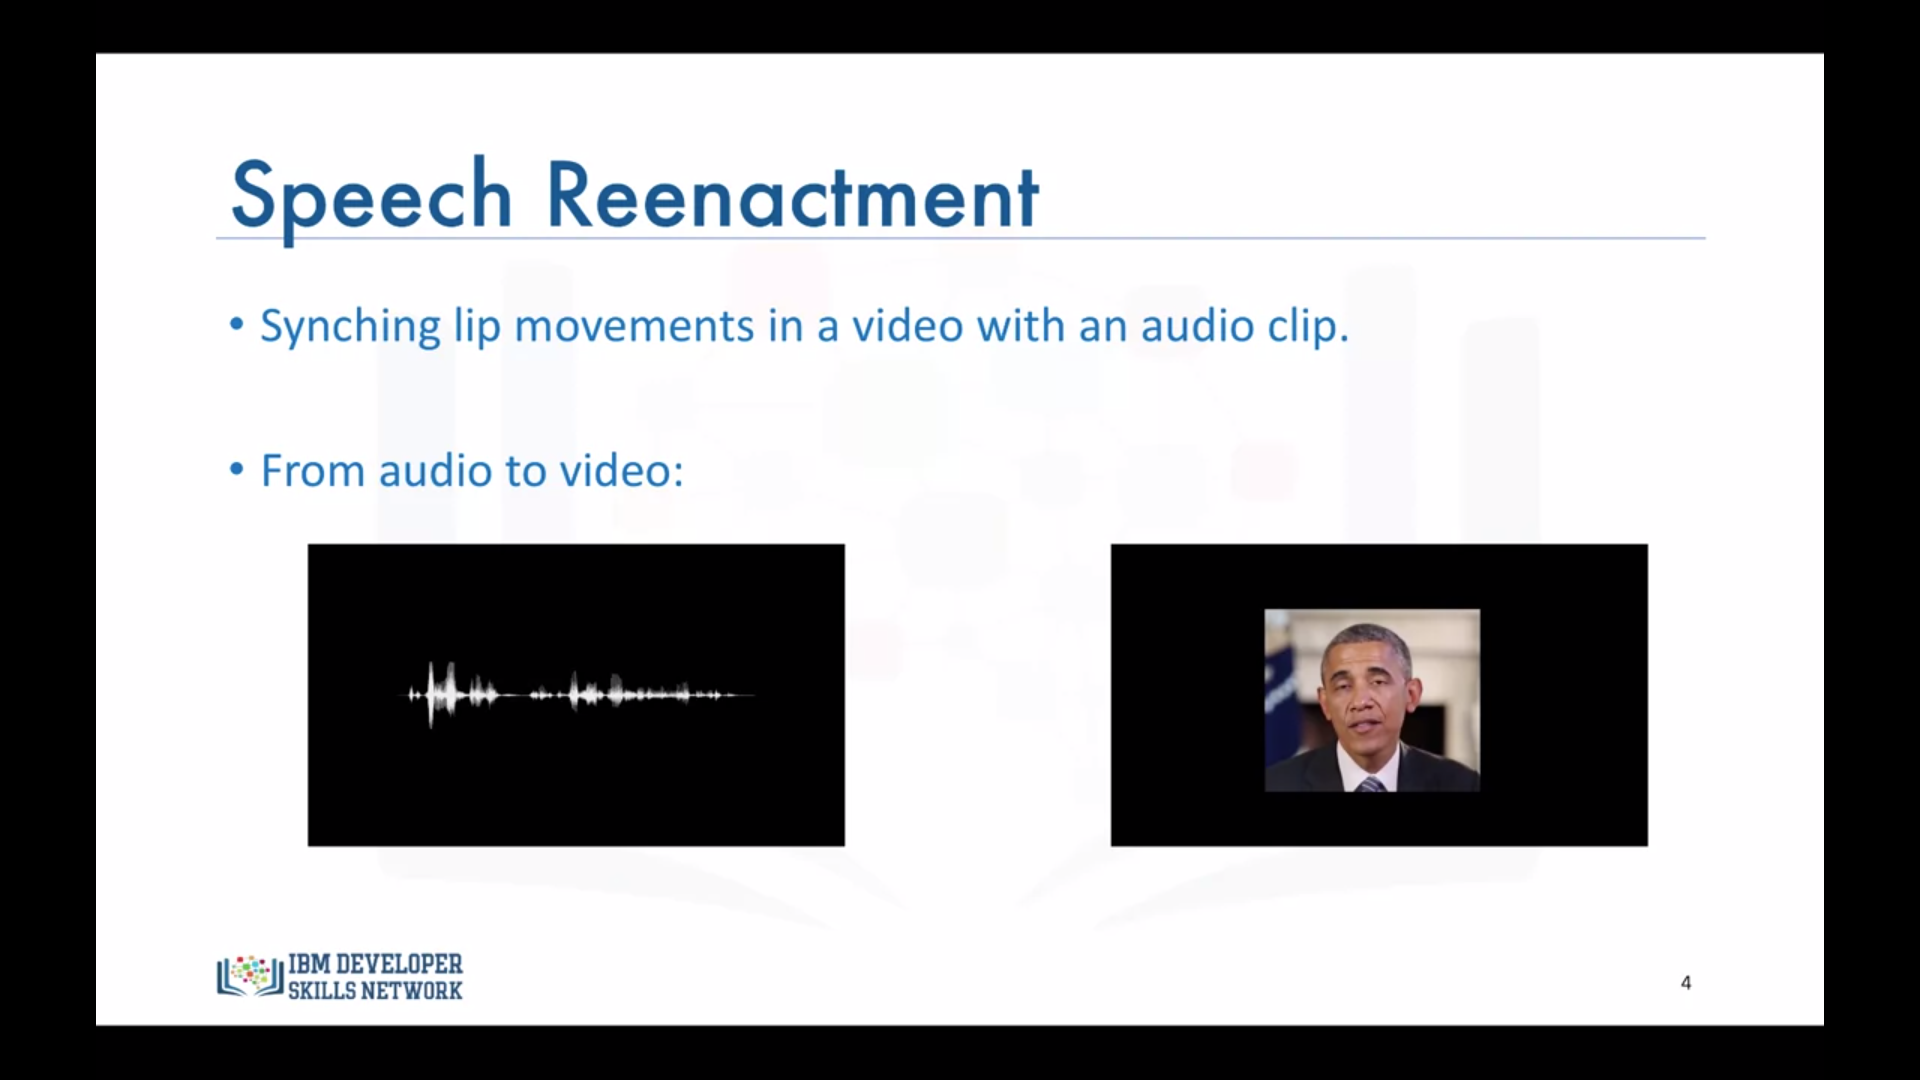 Speech Reenactment
• Synching lip movements in a video with an audio clip.
• From audio to video:
IBM DEVELOPER
SKILLS NETWORK
4